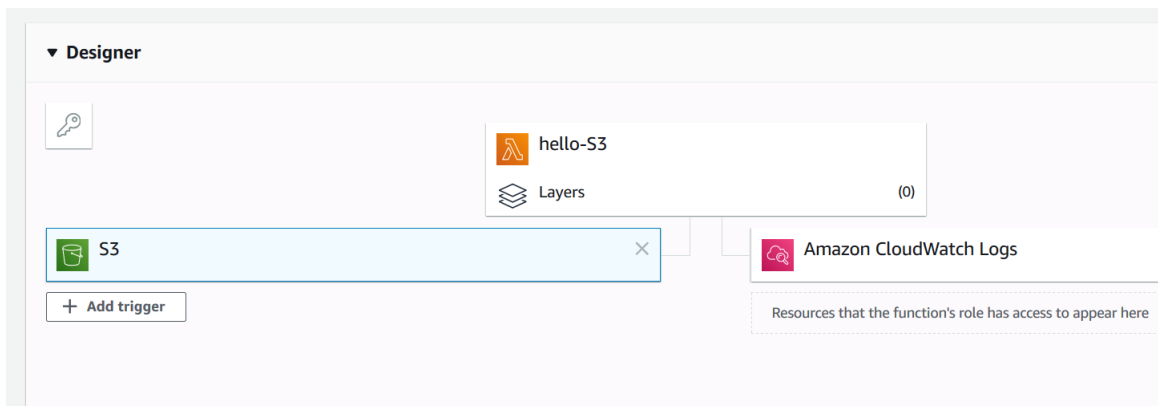 Designer
hello-S3
Layers (0)
S3
Amazon CloudWatch Logs
+ Add trigger
Resources that the function's role has access to appear here